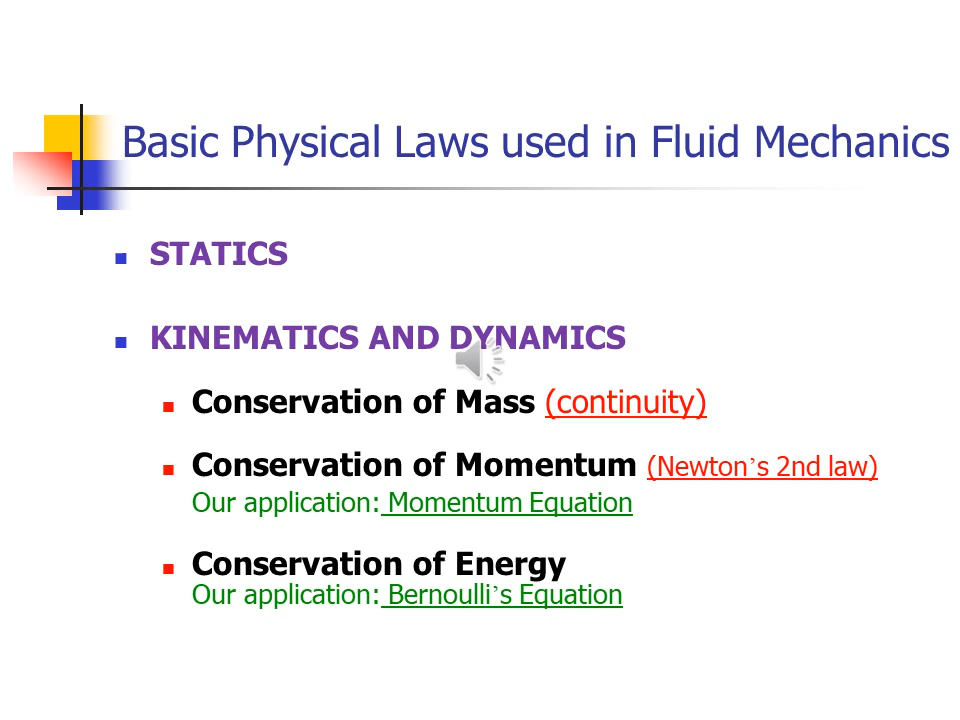 Basic Physical Laws used in Fluid Mechanics
STATICS
KINEMATICS AND DYNAMICS
Conservation of Mass (continuity)
Conservation of Momentum (Newton’s 2nd law)
Our application: Momentum Equation
Conservation of Energy
Our application: Bernoulli’s Equation